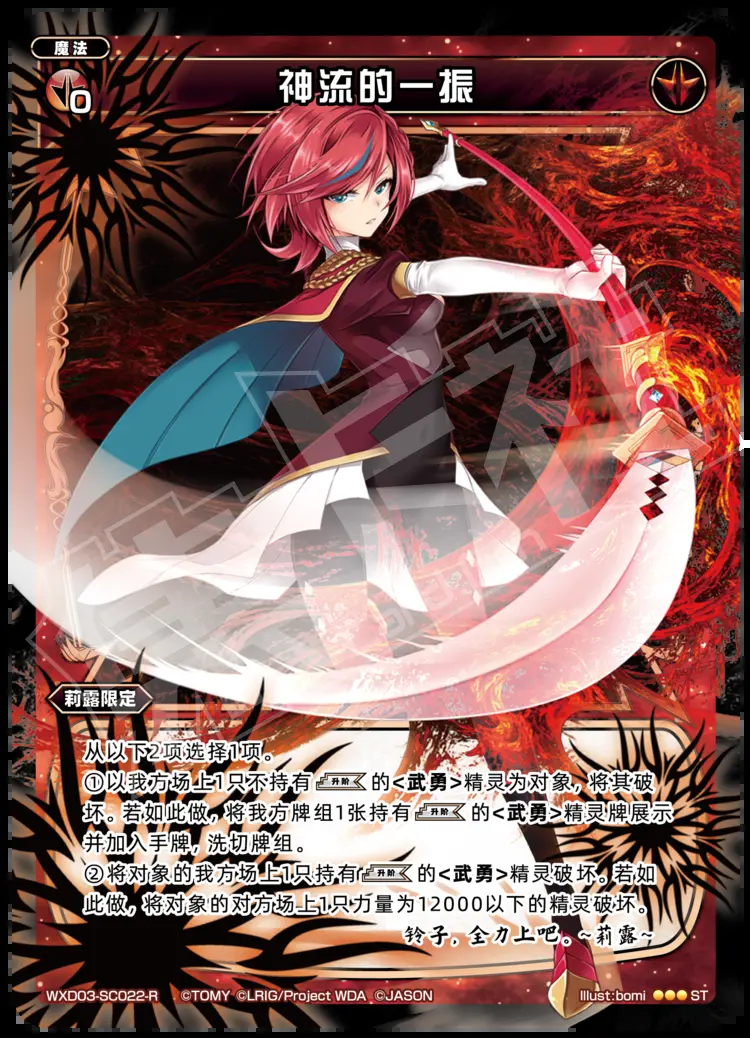 魔法
0
神流的一振
莉露限定
从以下2项选择1项。
①以我方场上1只不持有 升阶 的<武勇>精灵为对象，将其破
坏。若如此做，将我方牌组1张持有 升阶 的<武勇>精灵牌展示
并加入手牌，洗切牌组。
②将对象的我方场上1只持有 升阶 的<武勇>精灵破坏。若如
此做，将对象的对方场上1只力量为12000以下的精灵破坏。
铃子，全力上吧。~莉露~
WXD03-SC022-R ©TOMY ©LRIG/Project WDA ©JASON
Illust:bomi ST